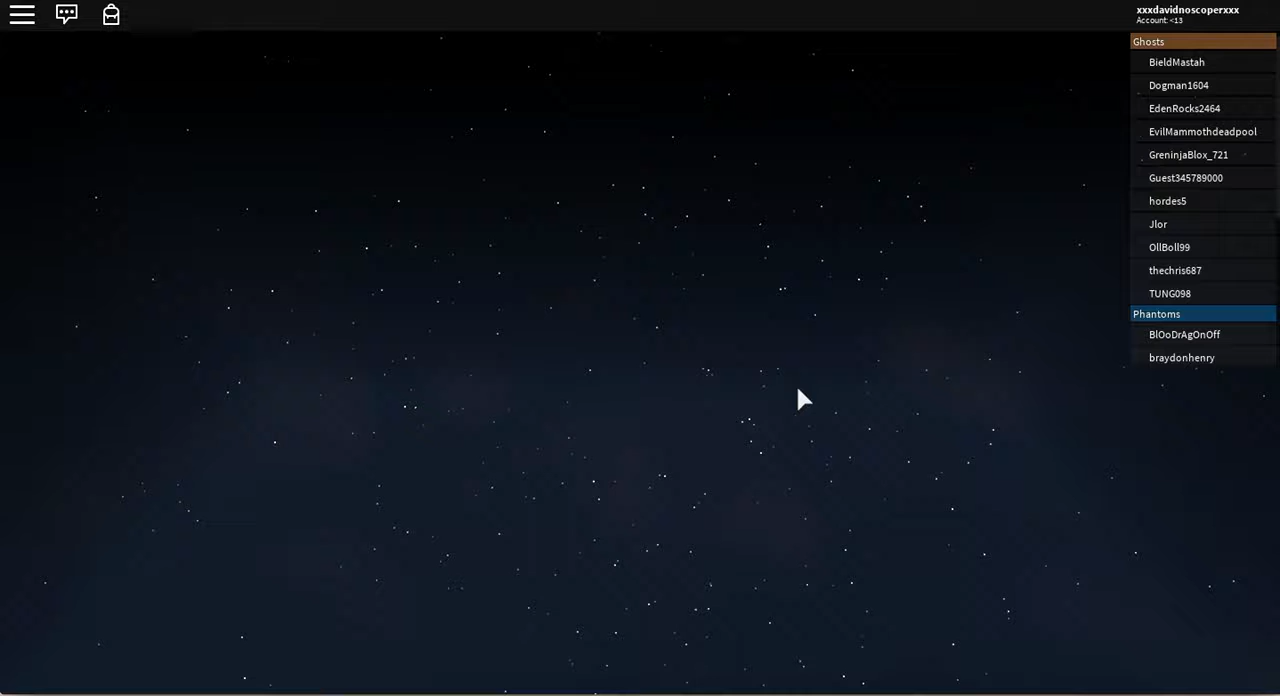 xxxdavidnoscoperxxx
Account: <13
Ghosts
BieldMastah
Dogman1604
EdenRocks2464
EvilMammothdeadpool
GreninjaBlox_721
Guest345789000
hordes5
Jlor
OllBoll99
thechris687
TUNG098
Phantoms
BlOoDrAgOnOff
braydonhenry